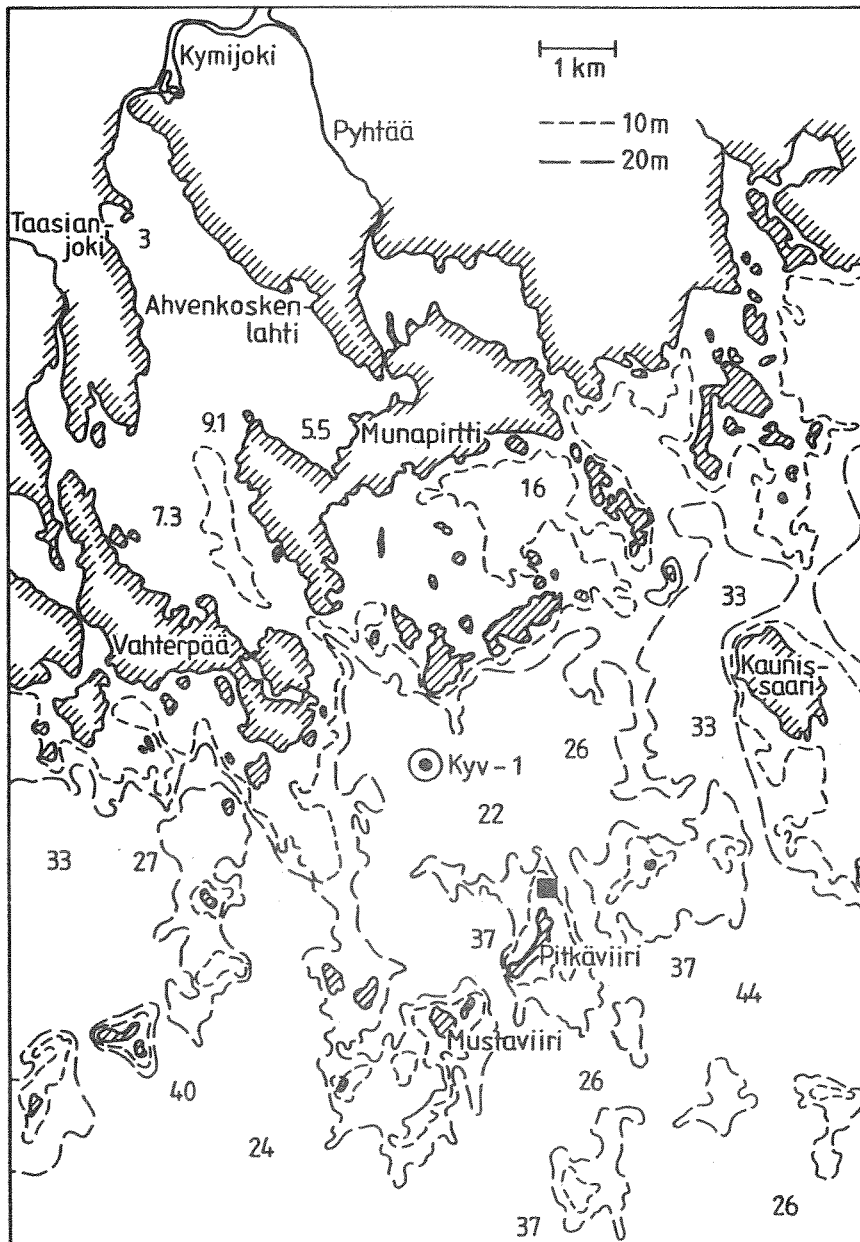 Kymijoki
1 km
Pyhtää
10 m
20 m
Taasian-
joki
3
Ahvenkosken-
lahti
9.1
5.5
Munapirtti
16
7.3
33
Vahterpää
Kaunis-
saari
33
26
Kyv-1
22
33
27
37
Pitkäviiri
37
44
Mustaviiri
40
26
24
37
26